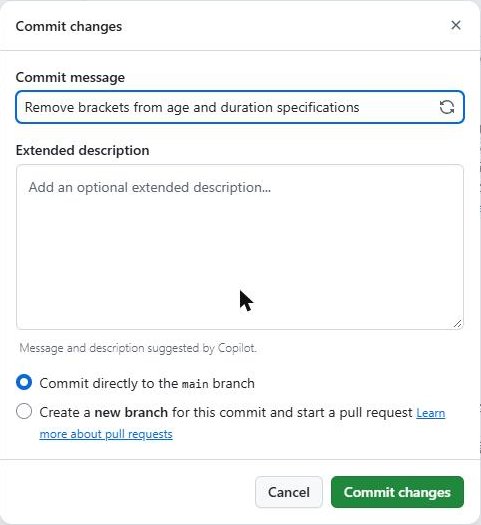 Commit changes
Commit message
Remove brackets from age and duration specifications
Extended description
Add an optional extended description...
Message and description suggested by Copilot.
Commit directly to the main branch
Create a new branch for this commit and start a pull request Learn
more about pull requests
Cancel
Commit changes